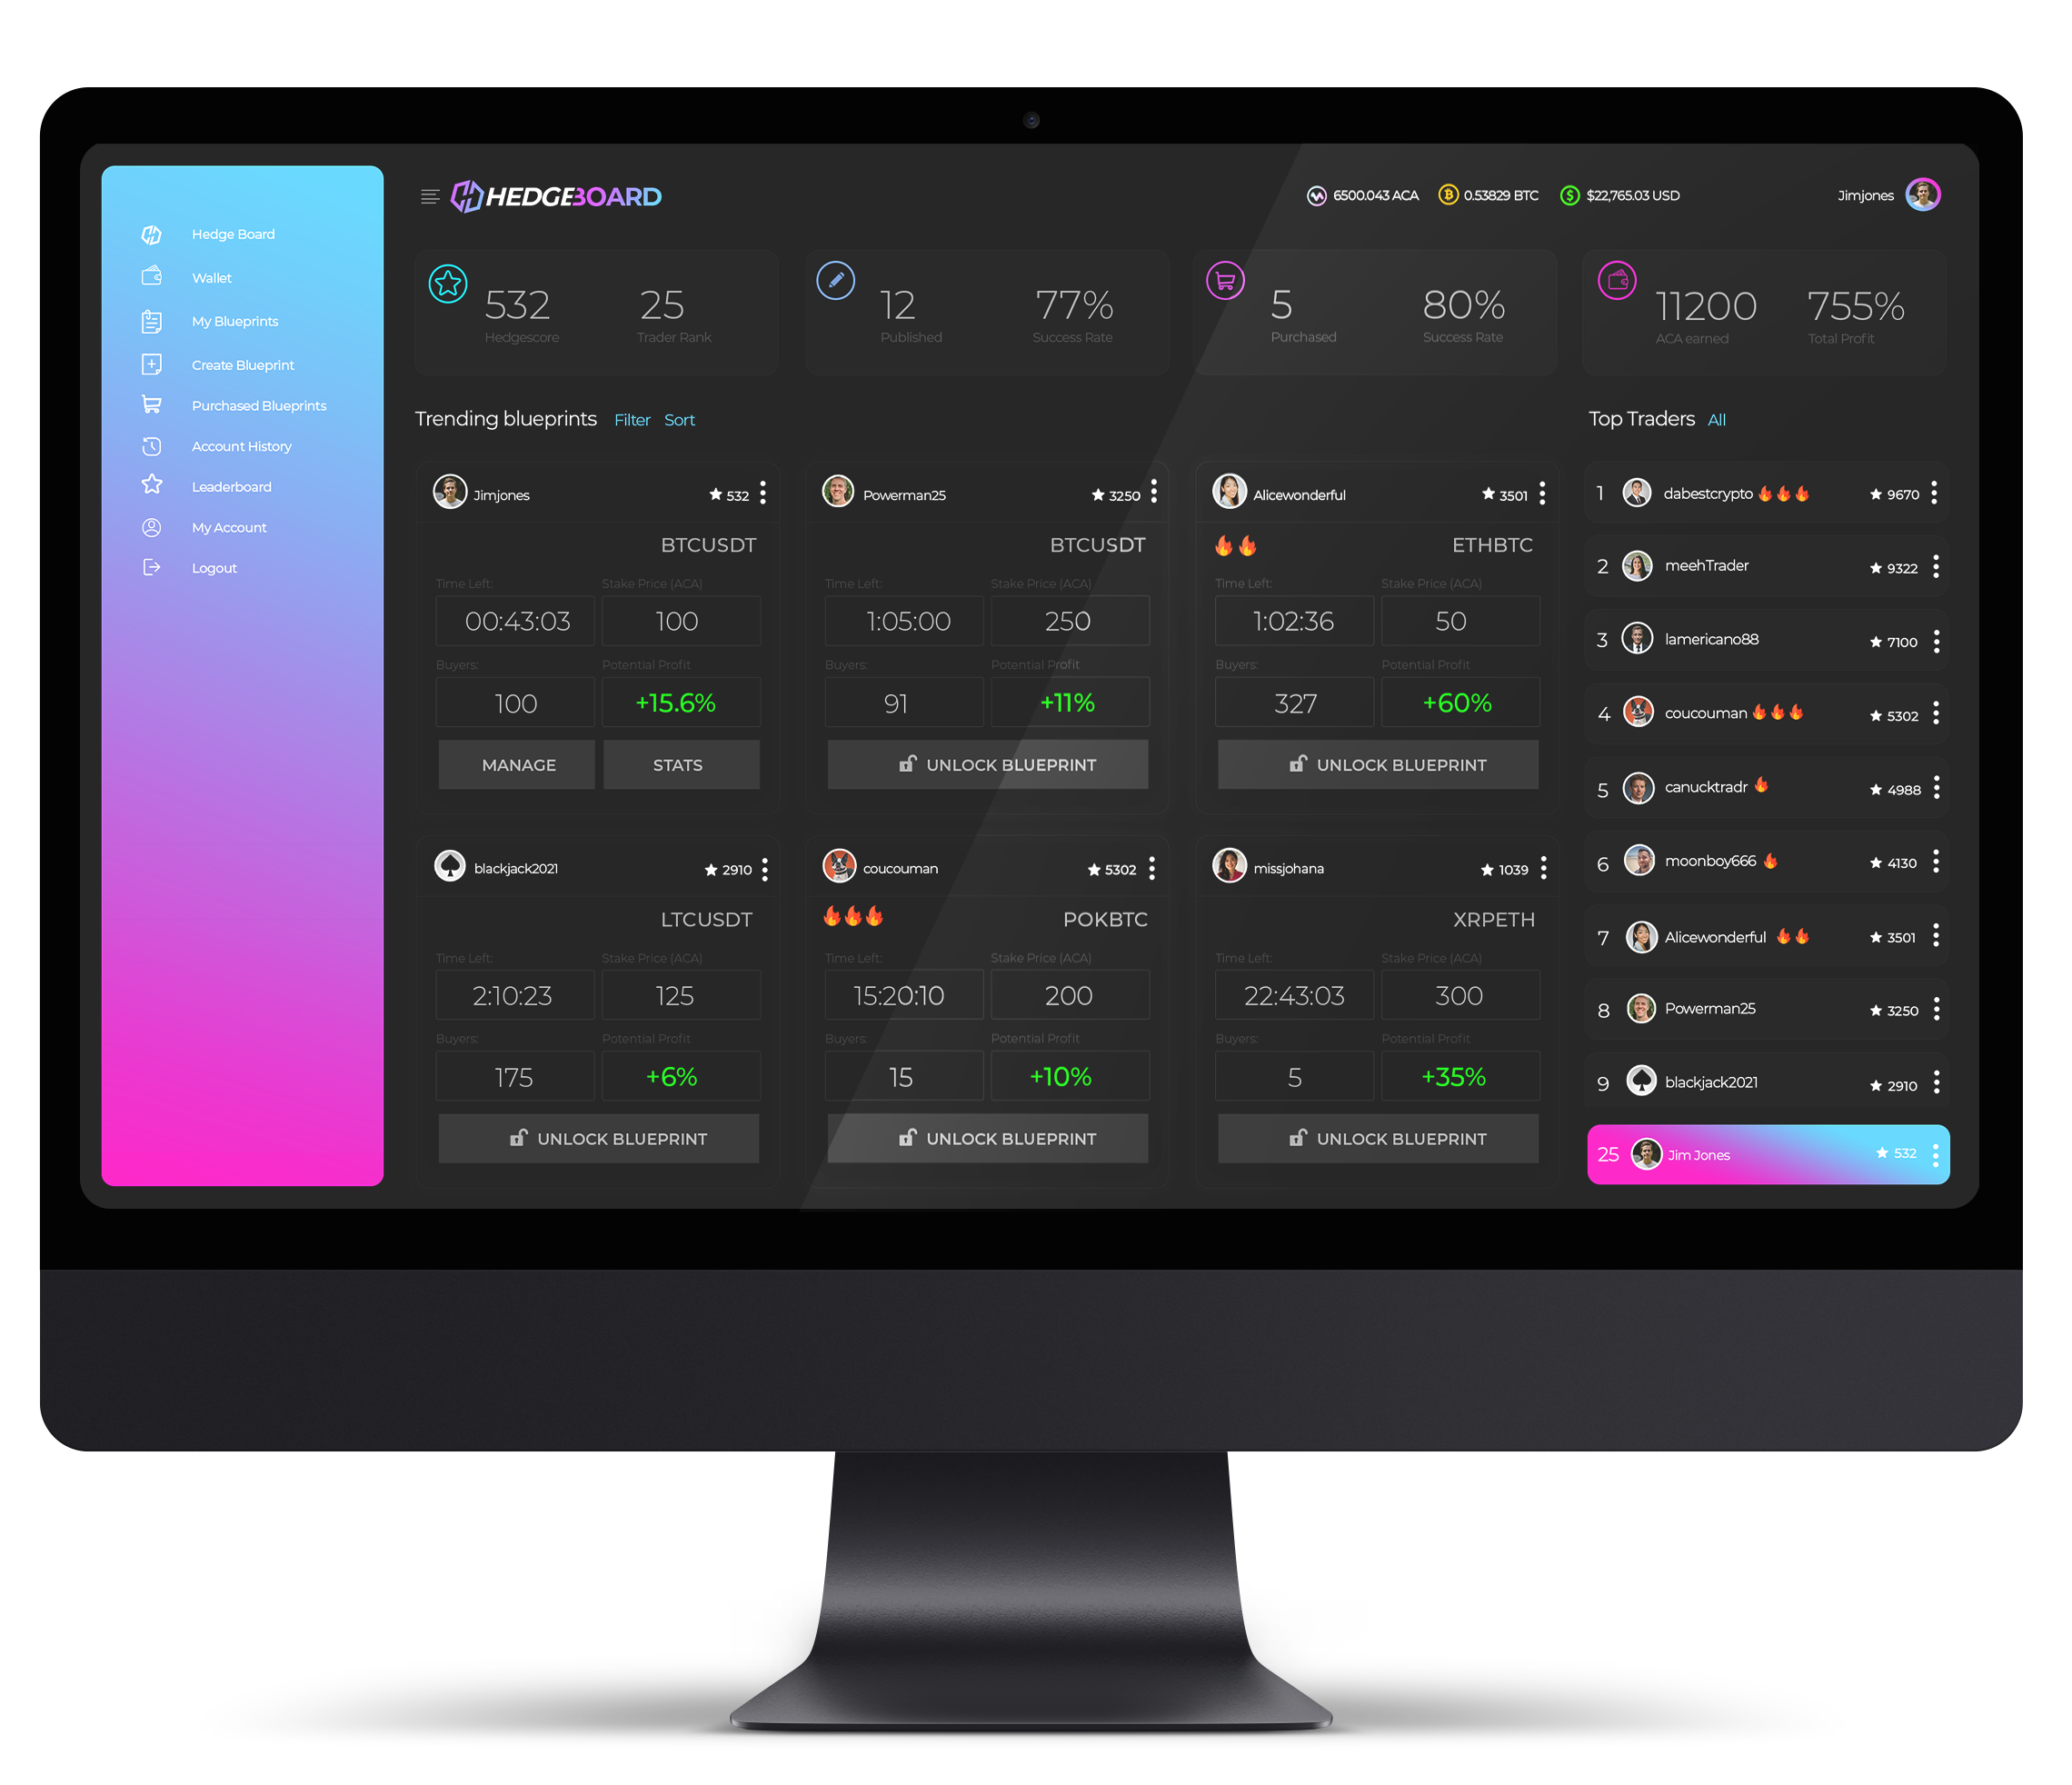 HEDGEBOARD
6500.043 ACA
0.53829 BTC
$22,765.03 USD
Jimjones
Hedge Board
Wallet
My Blueprints
Create Blueprint
Purchased Blueprints
Account History
Leaderboard
My Account
Logout
532 25
Hedgescore Trader Rank
12 77%
Published Success Rate
5 80%
Purchased Success Rate
11200 755%
ACA earned Total Profit
Trending blueprints Filter Sort
Jimjones 532
BTCUSDT
Time Left: Stake Price (ACA)
00:43:03 100
Buyers: Potential Profit
100 +15.6%
MANAGE STATS
Powerman25 3250
BTCUSDT
Time Left: Stake Price (ACA)
1:05:00 250
Buyers: Potential Profit
91 +11%
UNLOCK BLUEPRINT
Alicewonderful 3501
ETHBTC
Time Left: Stake Price (ACA)
1:02:36 50
Buyers: Potential Profit
327 +60%
UNLOCK BLUEPRINT
blackjack2021 2910
LTCUSDT
Time Left: Stake Price (ACA)
2:10:23 125
Buyers: Potential Profit
175 +6%
UNLOCK BLUEPRINT
coucouman 5302
POKBTC
Time Left: Stake Price (ACA)
15:20:10 200
Buyers: Potential Profit
15 +10%
UNLOCK BLUEPRINT
missjohana 1039
XRPETH
Time Left: Stake Price (ACA)
22:43:03 300
Buyers: Potential Profit
5 +35%
UNLOCK BLUEPRINT
Top Traders All
1 dabestcrypto 9670
2 meehTrader 9322
3 lamericano88 7100
4 coucouman 5302
5 canucktradr 4988
6 moonboy666 4130
7 Alicewonderful 3501
8 Powerman25 3250
9 blackjack2021 2910
25 Jim Jones 532